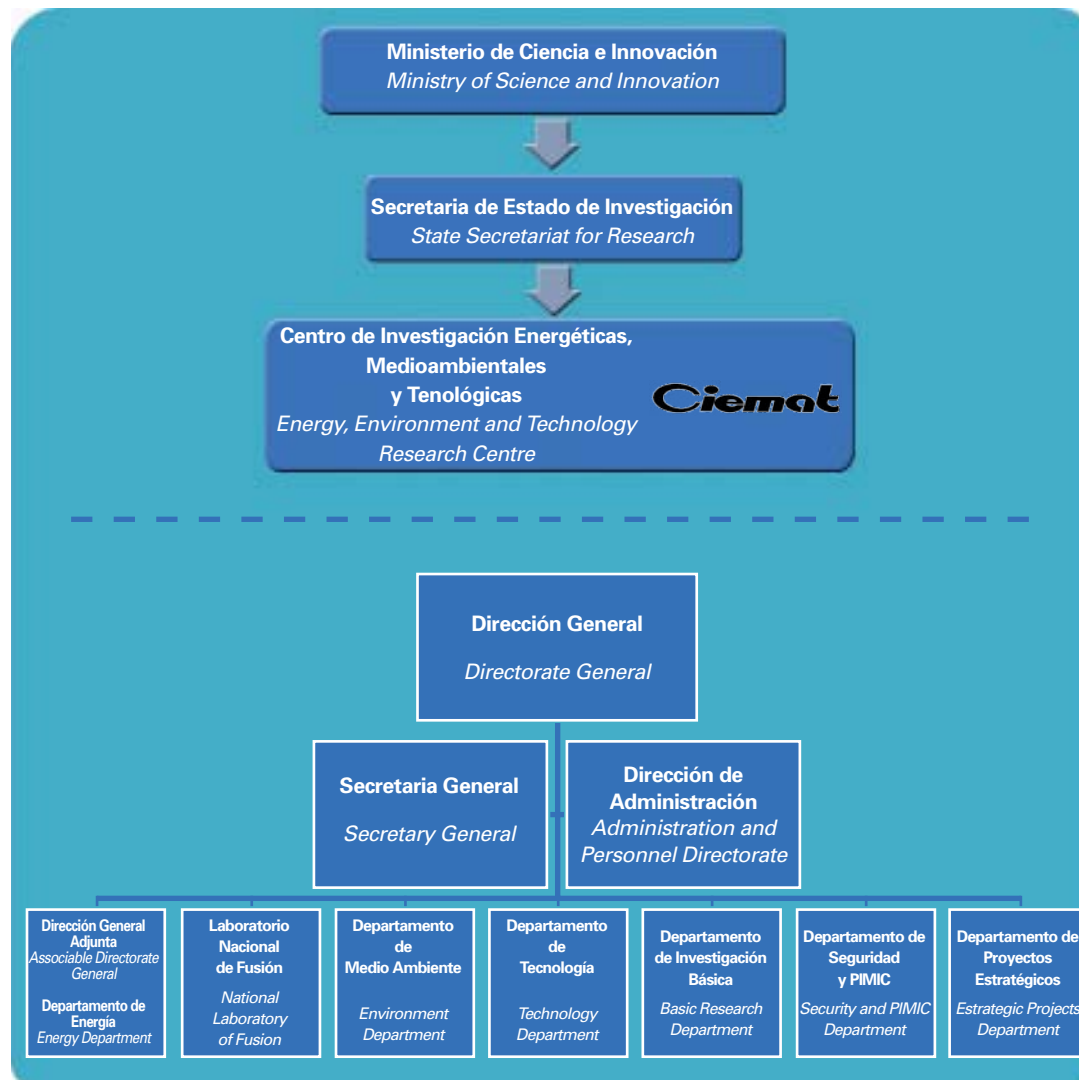 Ministerio de Ciencia e Innovación
Ministry of Science and Innovation
Secretaria de Estado de Investigación
State Secretariat for Research
Centro de Investigación Energéticas,
Medioambientales
y Tenológicas
Energy, Environment and Technology
Research Centre
Ciemat
Dirección General
Directorate General
Secretaria General
Secretary General
Dirección de
Administración
Administration and
Personnel Directorate
Dirección General
Adjunta
Associable Directorate
General
Departamento de
Energía
Energy Department
Laboratorio
Nacional
de Fusión
National
Laboratory
of Fusion
Departamento
de
Medio Ambiente
Environment
Department
Departamento
de
Tecnología
Technology
Department
Departamento
de Investigación
Básica
Basic Research
Department
Departamento de
Seguridad
y PIMIC
Security and PIMIC
Department
Departamento de
Proyectos
Estratégicos
Estrategic Projects
Department